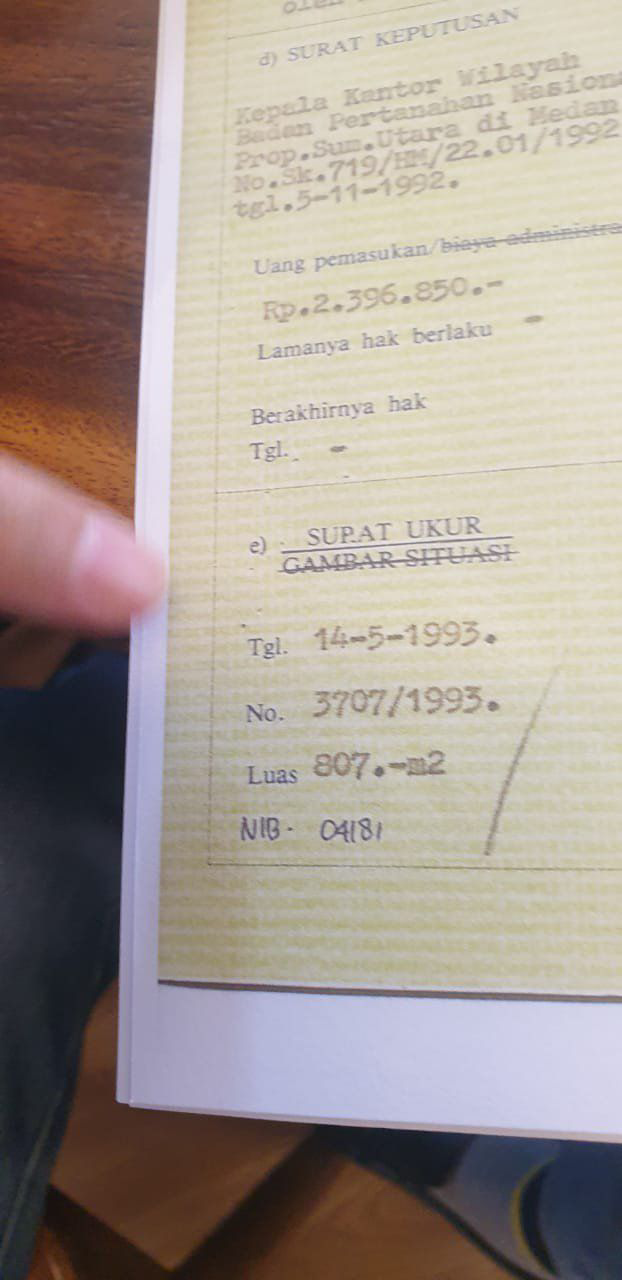 d) SURAT KEPUTUSAN
Kepala Kantor Wilayah
Badan Pertanahan Nasiona
Prop.Sum.Utara di Medan
No.Sk.719/HM/22.01/1992
tgl.5-11-1992.
Uang pemasukan/biaya administra
Rp.2.396.850.-
Lamanya hak berlaku -
Berakhirnya hak
Tgl. -
e) SURAT UKUR
GAMBAR SITUASI
Tgl. 14-5-1993.
No. 3707/1993.
Luas 807.-m2
NIB. 04181